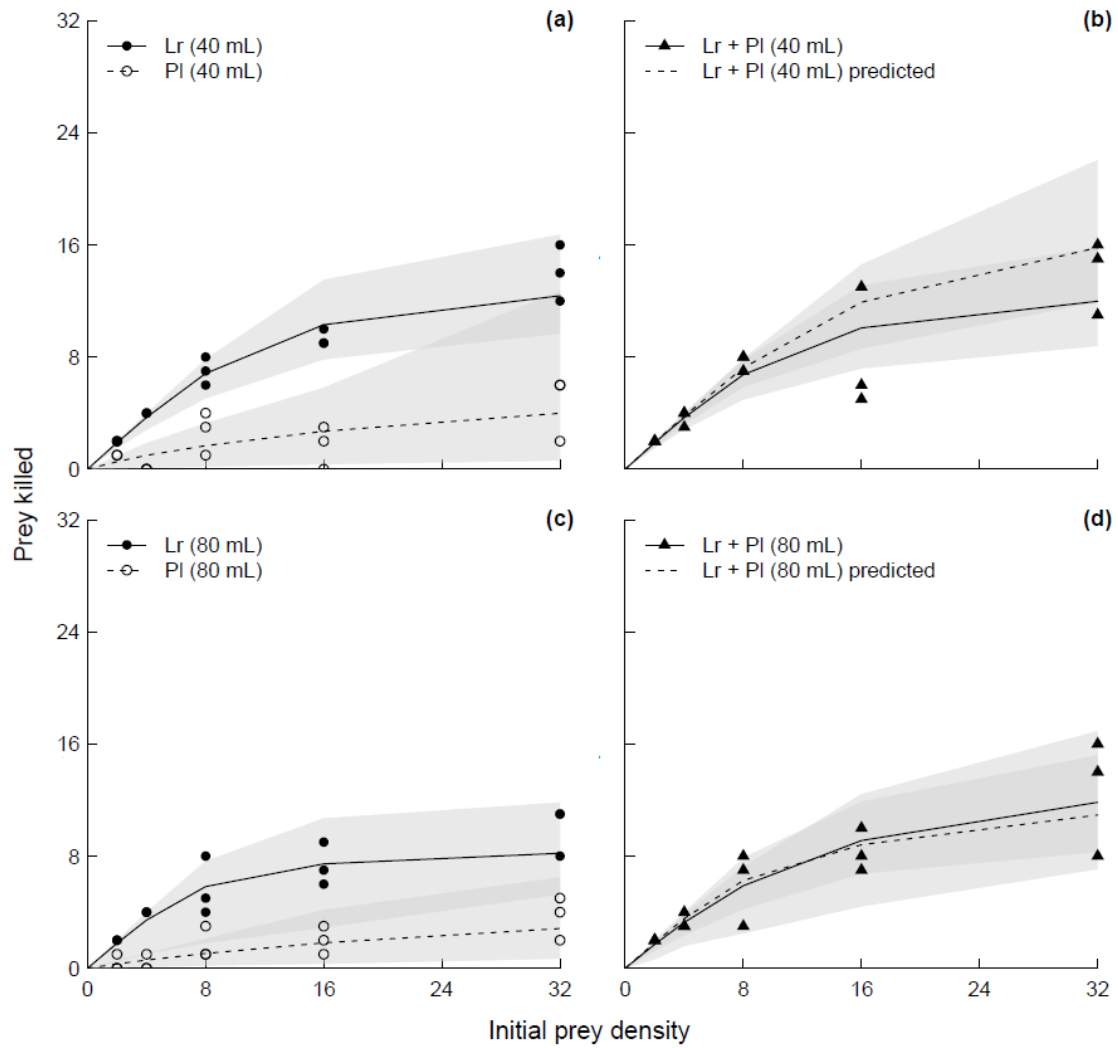 Prey killed
(a)
Lr (40 mL)
Pl (40 mL)
32
24
16
8
0
(b)
Lr + Pl (40 mL)
Lr + Pl (40 mL) predicted
(c)
Lr (80 mL)
Pl (80 mL)
32
24
16
8
0
0 8 16 24 32
(d)
Lr + Pl (80 mL)
Lr + Pl (80 mL) predicted
0 8 16 24 32
Initial prey density